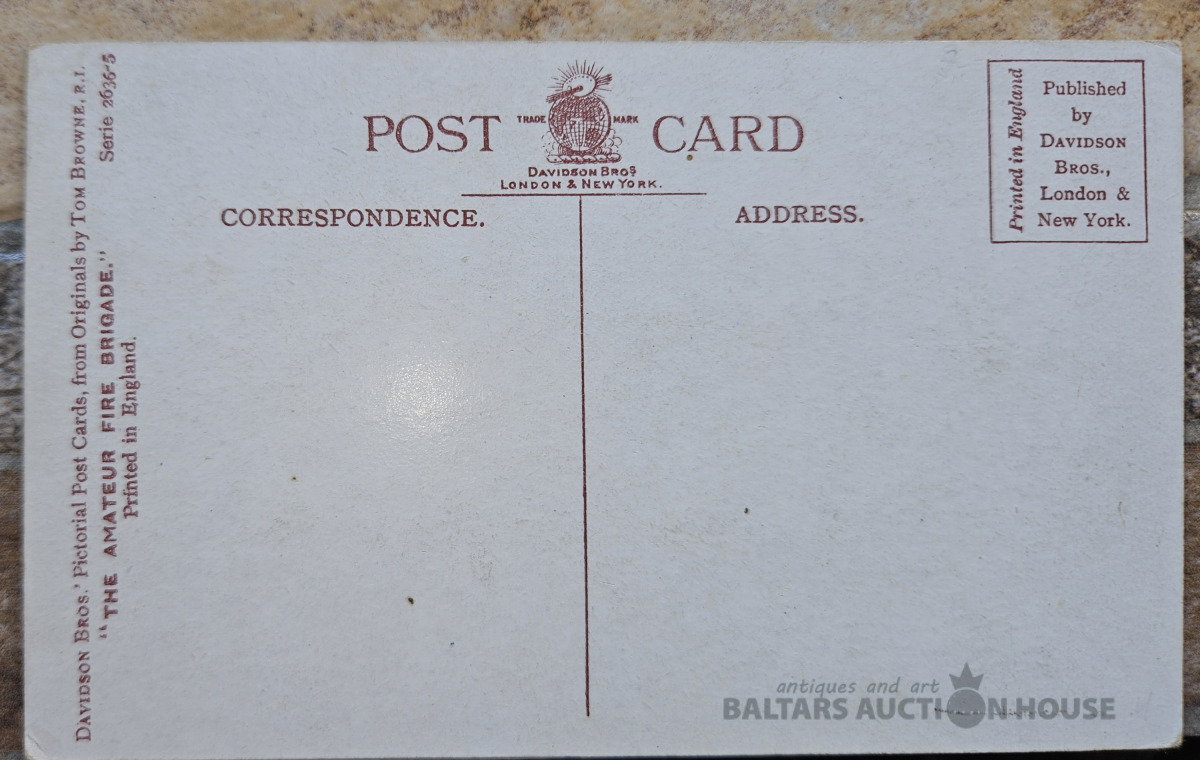 DAVIDSON BROS.' Pictorial Post Cards, from Originals by TOM BROWNE, R.I.
"THE AMATEUR FIRE BRIGADE." Serie 2636-5
Printed in England.
POST CARD
TRADE MARK
DAVIDSON BROS
LONDON & NEW YORK.
CORRESPONDENCE.
ADDRESS.
Printed in England
Published
by
DAVIDSON
BROS.,
London &
New York.
antiques and art
BALTARS AUCTION HOUSE